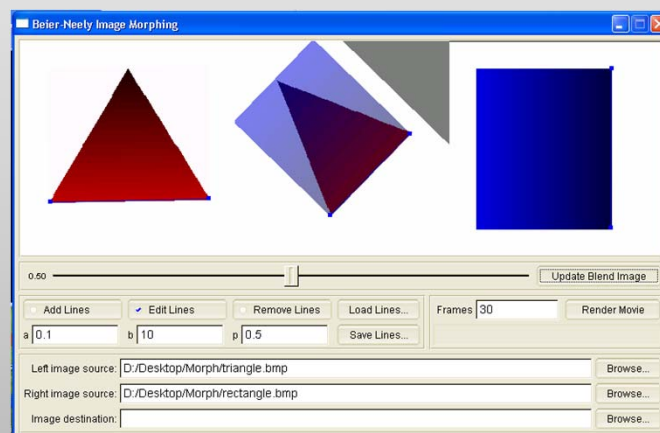 Beier-Neely Image Morphing
0.50
Update Blend Image
Add Lines
Edit Lines
Remove Lines
Load Lines...
Frames
30
Render Movie
a
0.1
b
10
p
0.5
Save Lines...
Left image source:
D:/Desktop/Morph/triangle.bmp
Browse...
Right image source:
D:/Desktop/Morph/rectangle.bmp
Browse...
Image destination:
Browse...